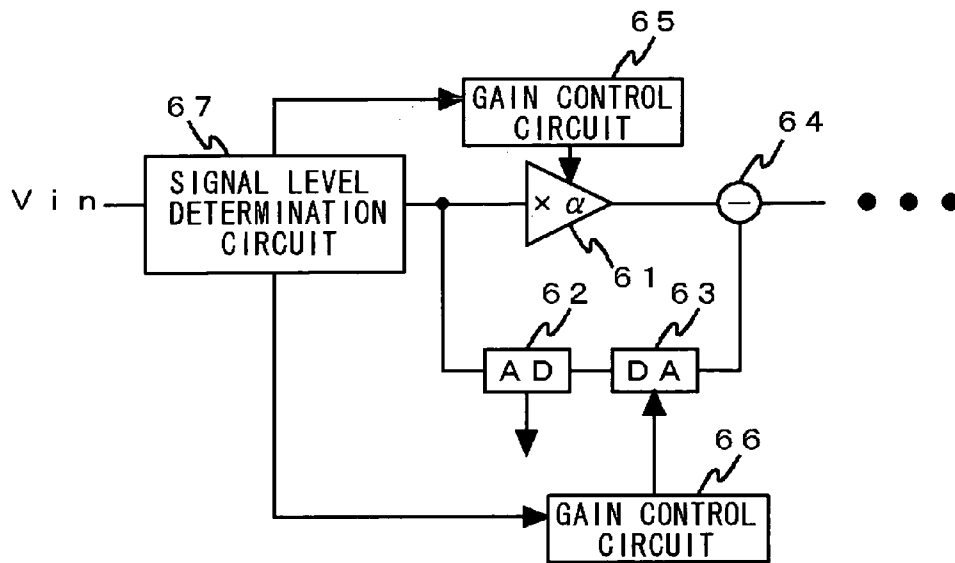 65
GAIN CONTROL
CIRCUIT
67
64
Vin
SIGNAL LEVEL
DETERMINATION
CIRCUIT
× α
61
62
63
AD
DA
66
GAIN CONTROL
CIRCUIT